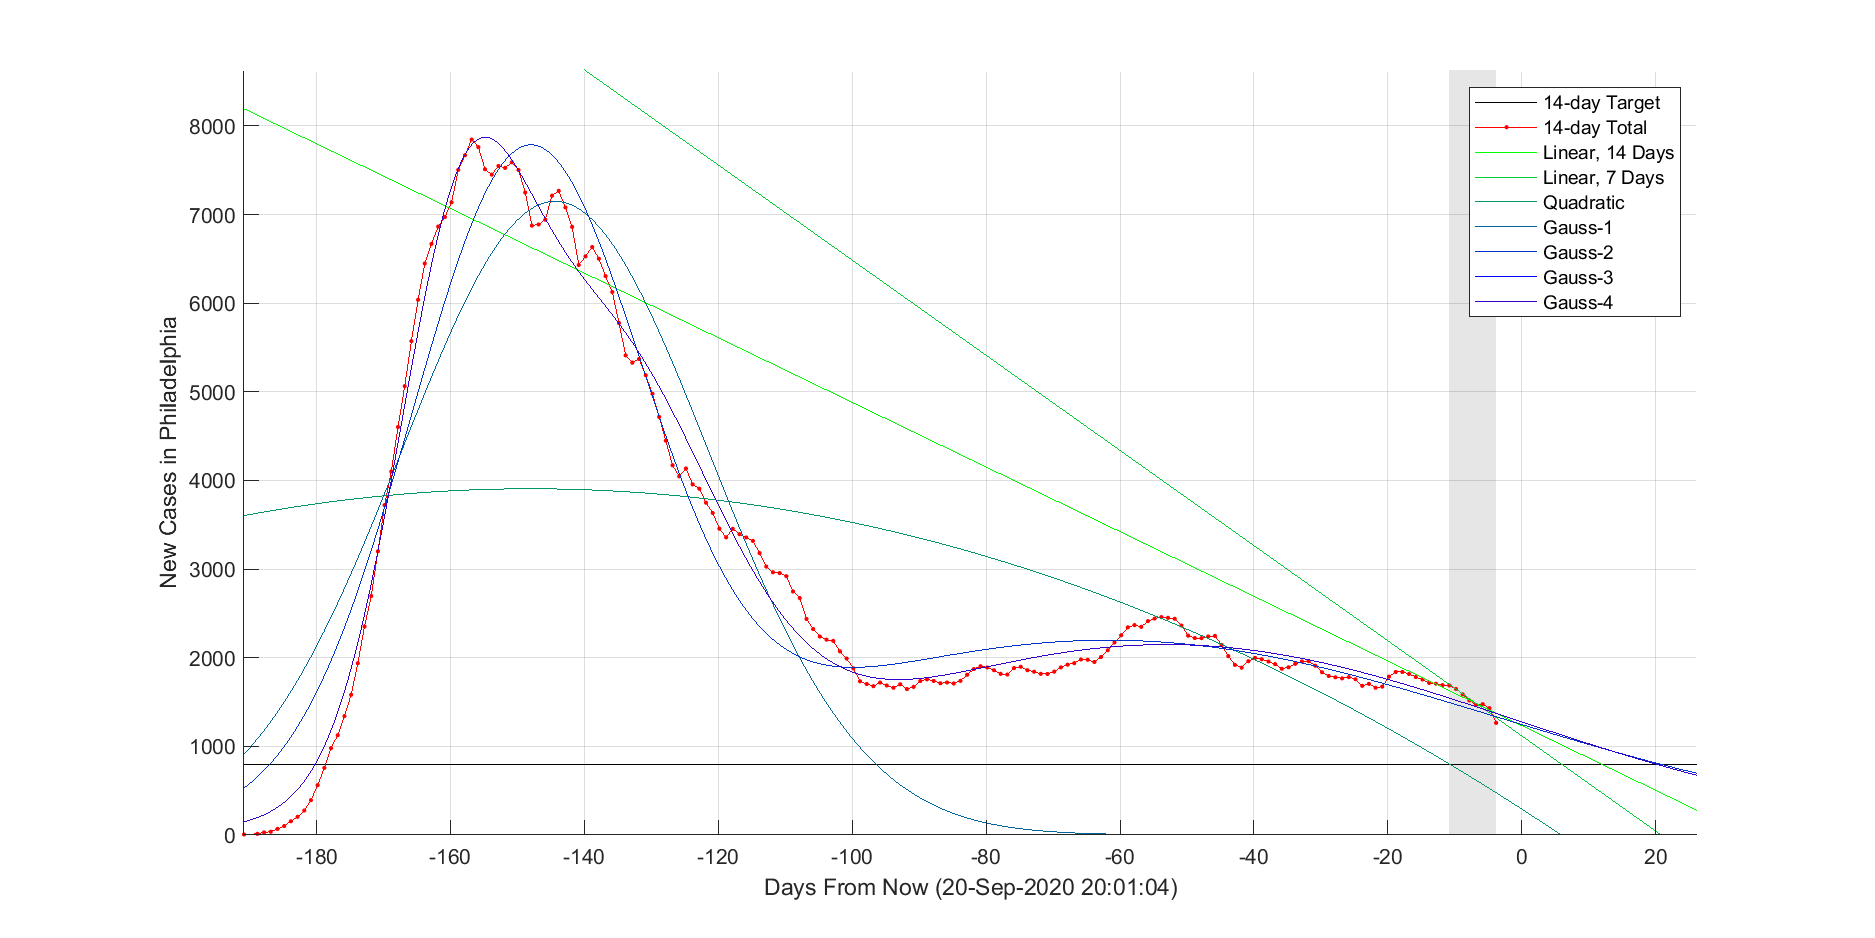 8000
7000
6000
5000
4000
3000
2000
1000
0
New Cases in Philadelphia
-180 -160 -140 -120 -100 -80 -60 -40 -20 0 20
Days From Now (20-Sep-2020 20:01:04)
14-day Target
14-day Total
Linear, 14 Days
Linear, 7 Days
Quadratic
Gauss-1
Gauss-2
Gauss-3
Gauss-4